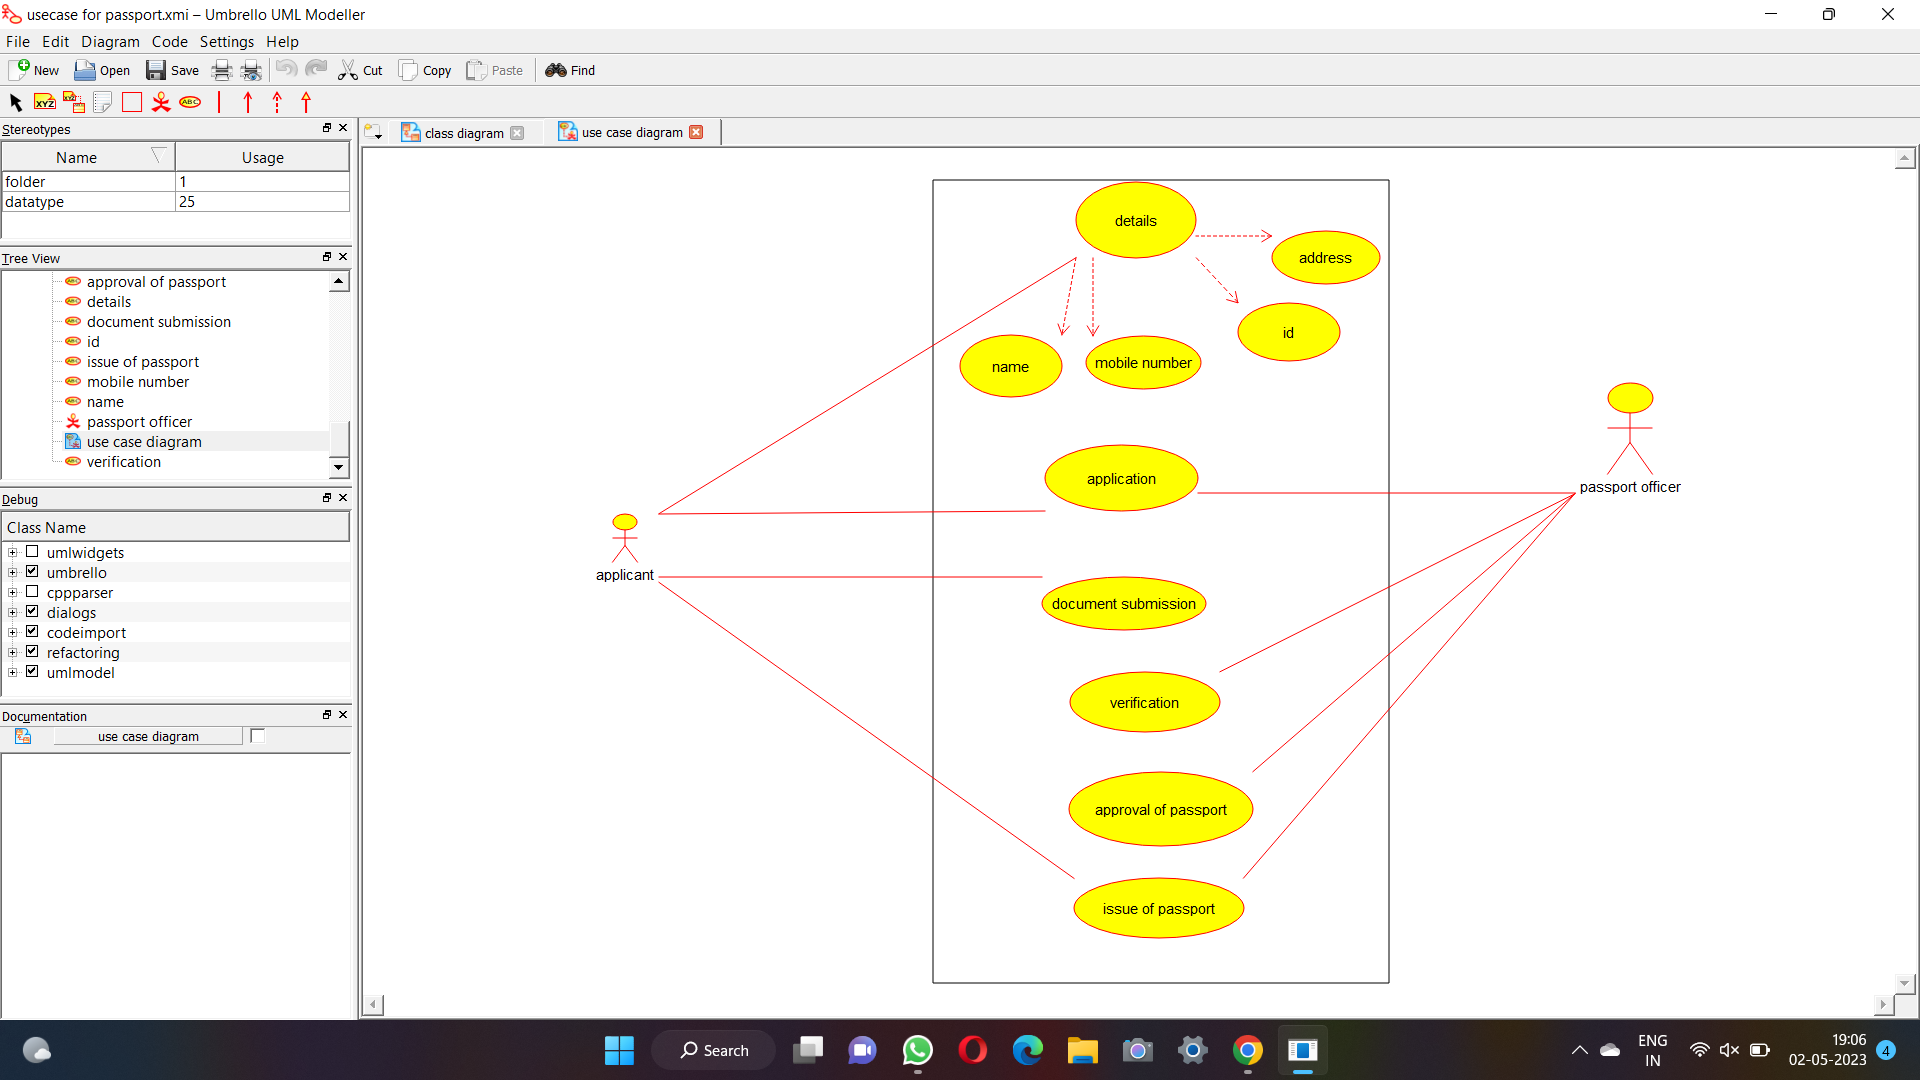 usecase for passport.xmi – Umbrello UML Modeller
File Edit Diagram Code Settings Help
New Open Save Cut Copy Paste Find
XYZ XYZ ABC
Stereotypes
Name Usage
folder 1
datatype 25
Tree View
approval of passport
details
document submission
id
issue of passport
mobile number
name
passport officer
use case diagram
verification
Debug
Class Name
umlwidgets
umbrello
cppparser
dialogs
codeimport
refactoring
umlmodel
Documentation
use case diagram
class diagram use case diagram
details
address
id
name
mobile number
application
passport officer
applicant
document submission
verification
approval of passport
issue of passport
Search
ENG
IN
19:06
02-05-2023
4